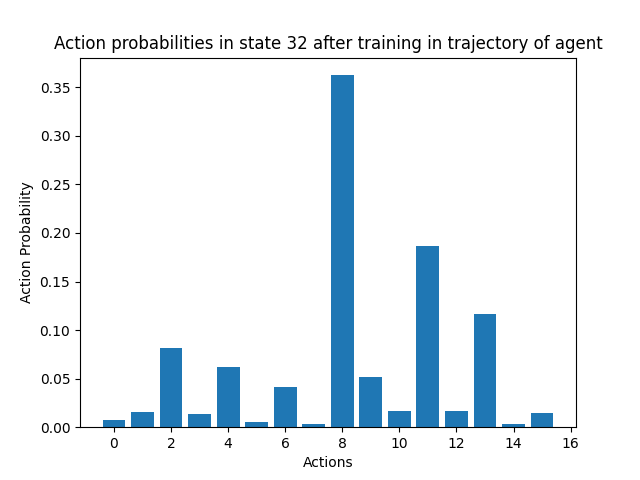 Action probabilities in state 32 after training in trajectory of agent
0.35
0.30
0.25
0.20
0.15
0.10
0.05
0.00
Action Probability
0 2 4 6 8 10 12 14 16
Actions